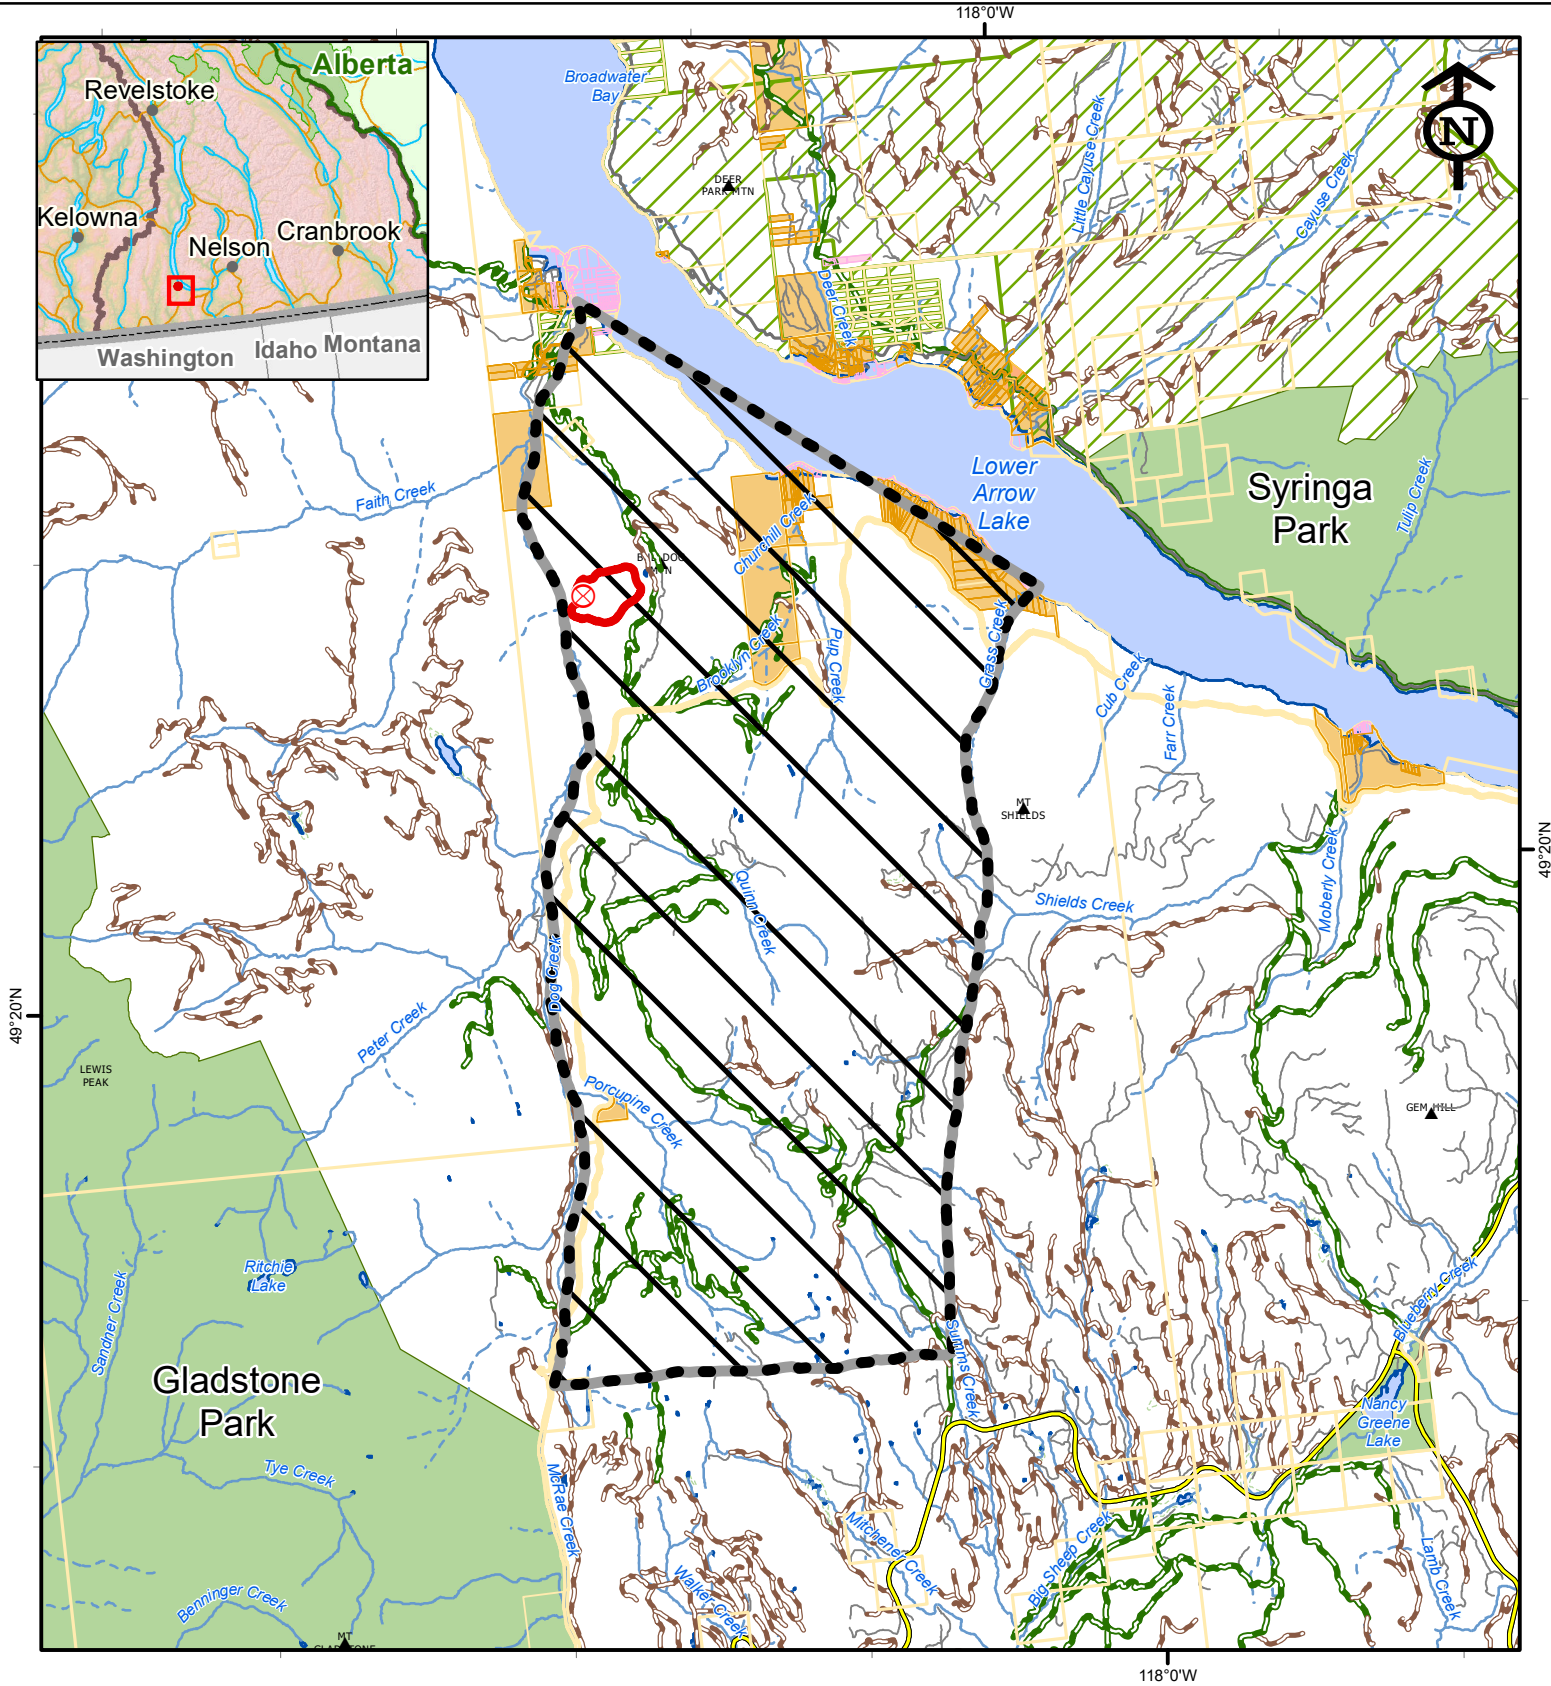 118°0'W
Alberta
Revelstoke
Kelowna
Nelson
Cranbrook
Washington
Idaho
Montana
Broadwater
Bay
DEER
PARK MTN
Little Cayuse Creek
Cayuse Creek
N
Deer Creek
Lower
Arrow
Lake
Syringa
Park
Tulip Creek
Faith Creek
Churchill Creek
Brooklyn Creek
Pup Creek
Grass Creek
Cub Creek
Farr Creek
MT
SHIELDS
49°20'N
Moberly Creek
Shields Creek
Quinn Creek
Dog Creek
49°20'N
Peter Creek
LEWIS
PEAK
Porcupine Creek
GEM HILL
Ritchie
Lake
Sandner Creek
Blueberry Creek
Summs Creek
Gladstone
Park
Nancy
Greene
Lake
Tye Creek
McRae Creek
Mitchener Creek
Big Sheep Creek
Lamb Creek
Walker Creek
Benninger Creek
MT
GLADSTONE
118°0'W